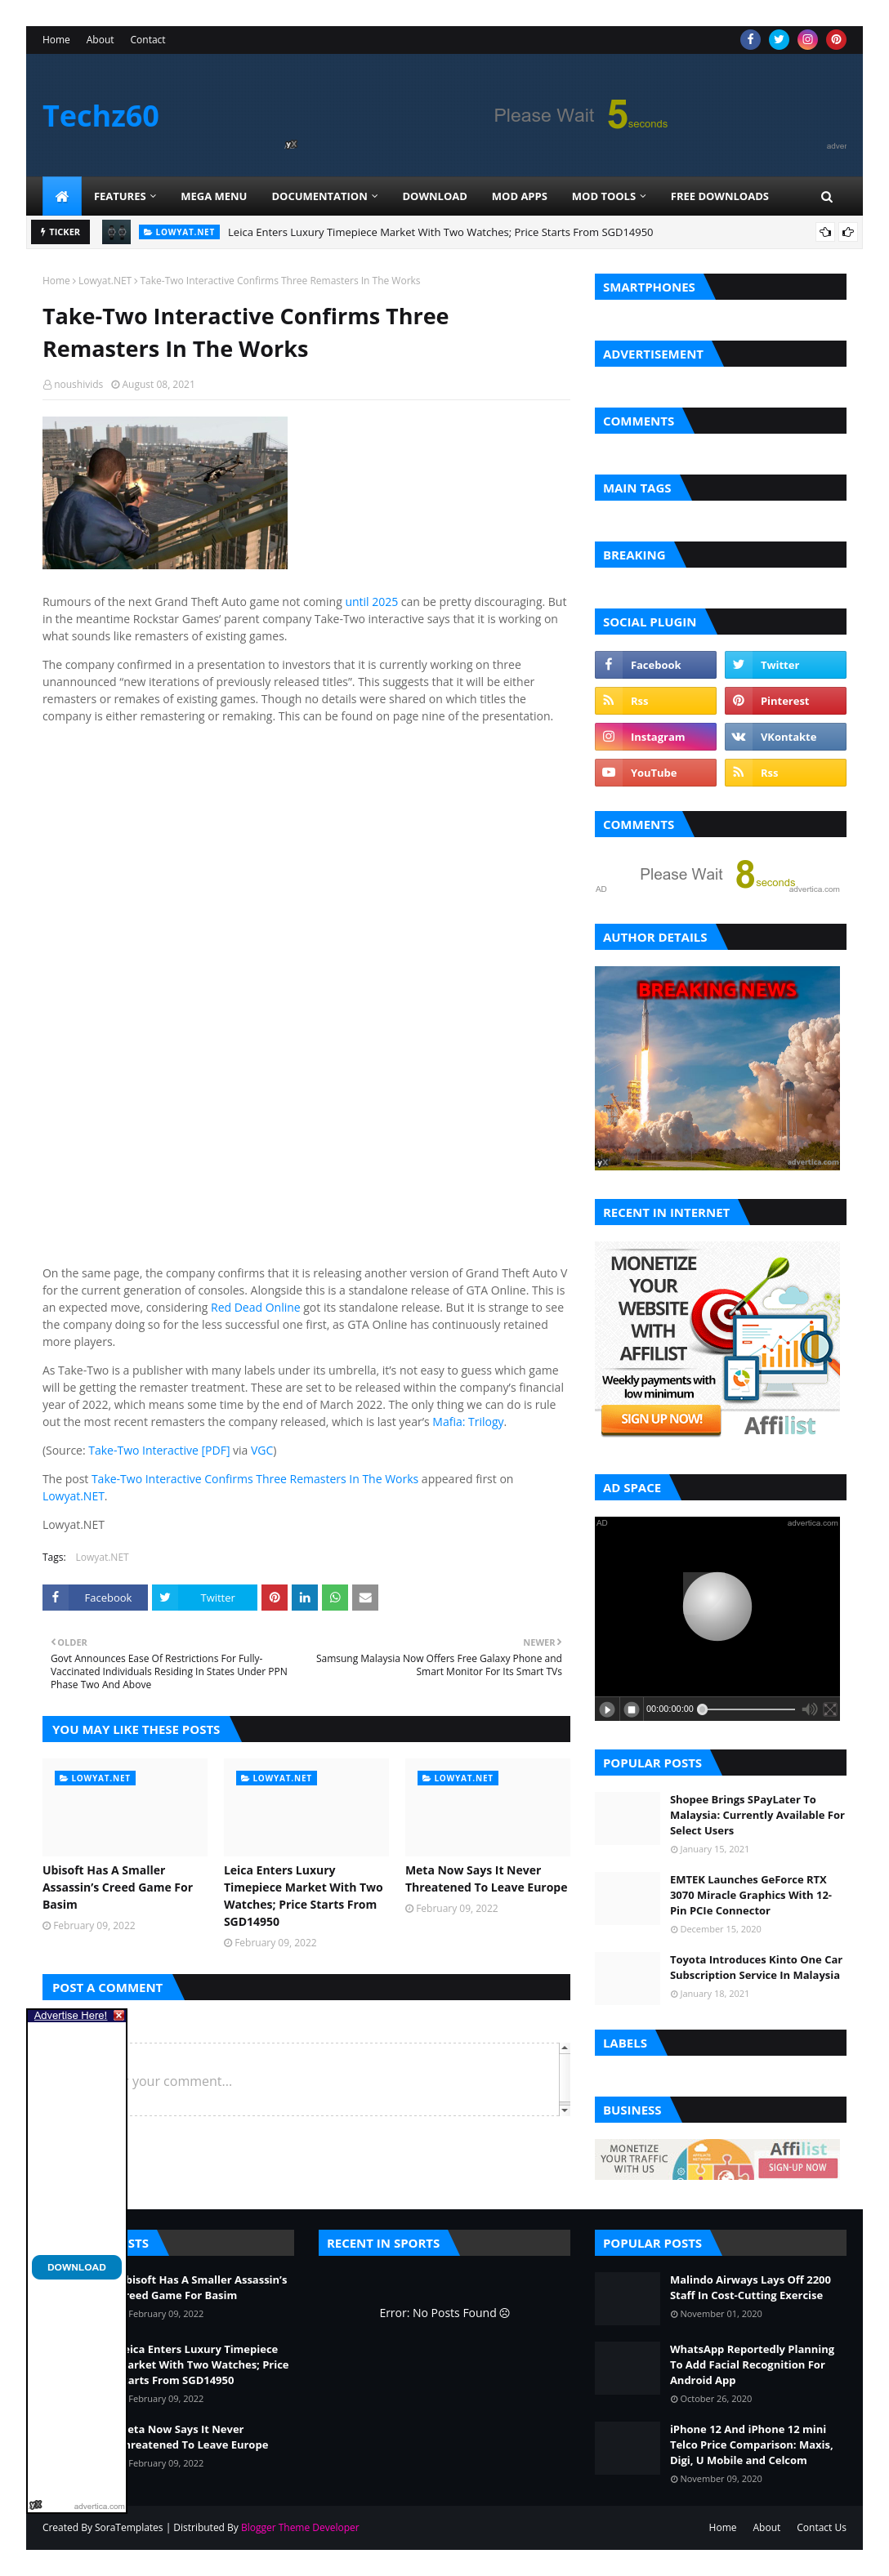 Home About Contact
Techz60
Please Wait 5 seconds
.yX
adver
FEATURES MEGA MENU DOCUMENTATION DOWNLOAD MOD APPS MOD TOOLS FREE DOWNLOADS
TICKER LOWYAT.NET Leica Enters Luxury Timepiece Market With Two Watches; Price Starts From SGD14950
Home › Lowyat.NET › Take-Two Interactive Confirms Three Remasters In The Works
Take-Two Interactive Confirms Three
Remasters In The Works
noushivids August 08, 2021
Rumours of the next Grand Theft Auto game not coming until 2025 can be pretty discouraging. But
in the meantime Rockstar Games’ parent company Take-Two interactive says that it is working on
what sounds like remasters of existing games.
The company confirmed in a presentation to investors that it is currently working on three
unannounced “new iterations of previously released titles”. This suggests that it will be either
remasters or remakes of existing games. Though no details were shared on which titles the
company is either remastering or remaking. This can be found on page nine of the presentation.
On the same page, the company confirms that it is releasing another version of Grand Theft Auto V
for the current generation of consoles. Alongside this is a standalone release of GTA Online. This is
an expected move, considering Red Dead Online got its standalone release. But it is strange to see
the company doing so for the less successful one first, as GTA Online has continuously retained
more players.
As Take-Two is a publisher with many labels under its umbrella, it’s not easy to guess which game
will be getting the remaster treatment. These are set to be released within the company’s financial
year of 2022, which means some time by the end of March 2022. The only thing we can do is rule
out the most recent remasters the company released, which is last year’s Mafia: Trilogy.
(Source: Take-Two Interactive [PDF] via VGC)
The post Take-Two Interactive Confirms Three Remasters In The Works appeared first on
Lowyat.NET.
Lowyat.NET
Tags: Lowyat.NET
Facebook Twitter
OLDER
Govt Announces Ease Of Restrictions For Fully-
Vaccinated Individuals Residing In States Under PPN
Phase Two And Above
NEWER
Samsung Malaysia Now Offers Free Galaxy Phone and
Smart Monitor For Its Smart TVs
YOU MAY LIKE THESE POSTS
LOWYAT.NET
Ubisoft Has A Smaller
Assassin’s Creed Game For
Basim
February 09, 2022
LOWYAT.NET
Leica Enters Luxury
Timepiece Market With Two
Watches; Price Starts From
SGD14950
February 09, 2022
LOWYAT.NET
Meta Now Says It Never
Threatened To Leave Europe
February 09, 2022
POST A COMMENT
your comment...
SMARTPHONES
ADVERTISEMENT
COMMENTS
MAIN TAGS
BREAKING
SOCIAL PLUGIN
Facebook Twitter
Rss Pinterest
Instagram VKontakte
YouTube Rss
COMMENTS
Please Wait 8 seconds
AD advertica.com
AUTHOR DETAILS
BREAKING NEWS
.yX advertica.com
RECENT IN INTERNET
MONETIZE
YOUR
WEBSITE
WITH
AFFILIST
Weekly payments with
low minimum
SIGN UP NOW! Affilist
AD SPACE
AD advertica.com
00:00:00:00
POPULAR POSTS
Shopee Brings SPayLater To
Malaysia: Currently Available For
Select Users
January 15, 2021
EMTEK Launches GeForce RTX
3070 Miracle Graphics With 12-
Pin PCIe Connector
December 15, 2020
Toyota Introduces Kinto One Car
Subscription Service In Malaysia
January 18, 2021
LABELS
BUSINESS
MONETIZE
YOUR TRAFFIC
WITH US
Affilist
SIGN-UP NOW
Advertise Here!
DOWNLOAD
advertica.com
STS
bisoft Has A Smaller Assassin’s
reed Game For Basim
February 09, 2022
eica Enters Luxury Timepiece
arket With Two Watches; Price
tarts From SGD14950
February 09, 2022
eta Now Says It Never
hreatened To Leave Europe
February 09, 2022
RECENT IN SPORTS
Error: No Posts Found
POPULAR POSTS
Malindo Airways Lays Off 2200
Staff In Cost-Cutting Exercise
November 01, 2020
WhatsApp Reportedly Planning
To Add Facial Recognition For
Android App
October 26, 2020
iPhone 12 And iPhone 12 mini
Telco Price Comparison: Maxis,
Digi, U Mobile and Celcom
November 09, 2020
Created By SoraTemplates | Distributed By Blogger Theme Developer
Home About Contact Us